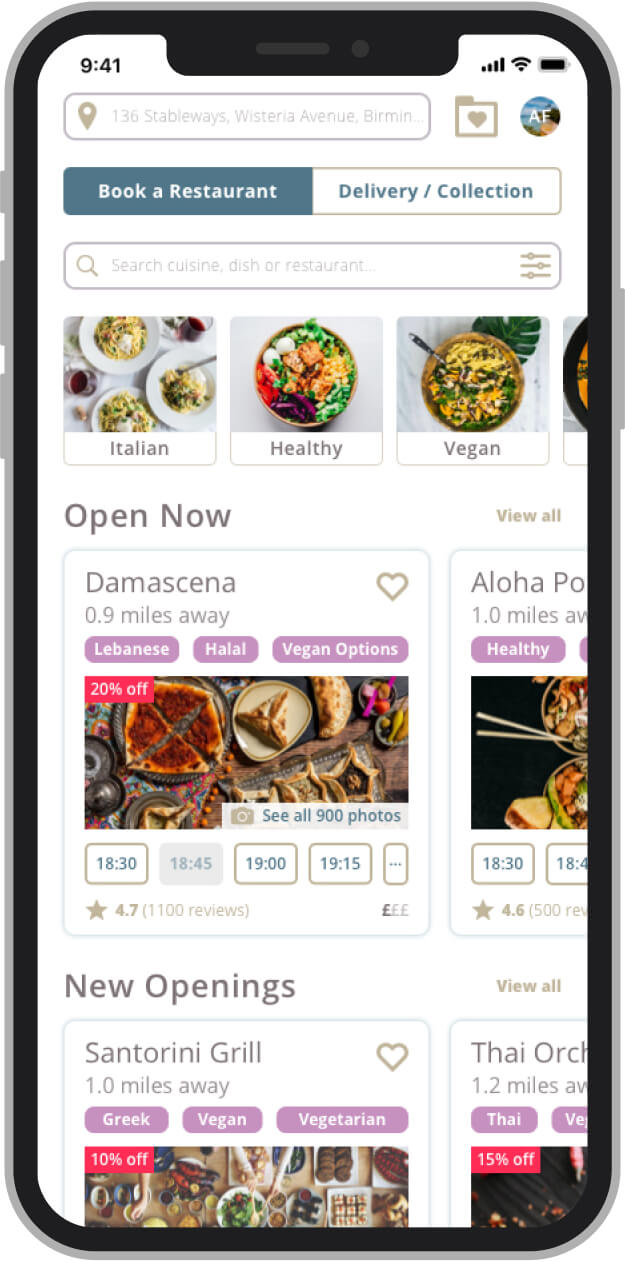 9:41
136 Stableways, Wisteria Avenue, Birmin...
AF
Book a Restaurant
Delivery / Collection
Search cuisine, dish or restaurant...
Italian
Healthy
Vegan
Open Now
View all
Damascena
0.9 miles away
Lebanese
Halal
Vegan Options
20% off
See all 900 photos
18:30
18:45
19:00
19:15
...
4.7 (1100 reviews)
£££
Aloha Po
1.0 miles aw
Healthy
18:30
18:4
4.6 (500 rev
New Openings
View all
Santorini Grill
1.0 miles away
Greek
Vegan
Vegetarian
10% off
Thai Orch
1.2 miles aw
Thai
Veg
15% off